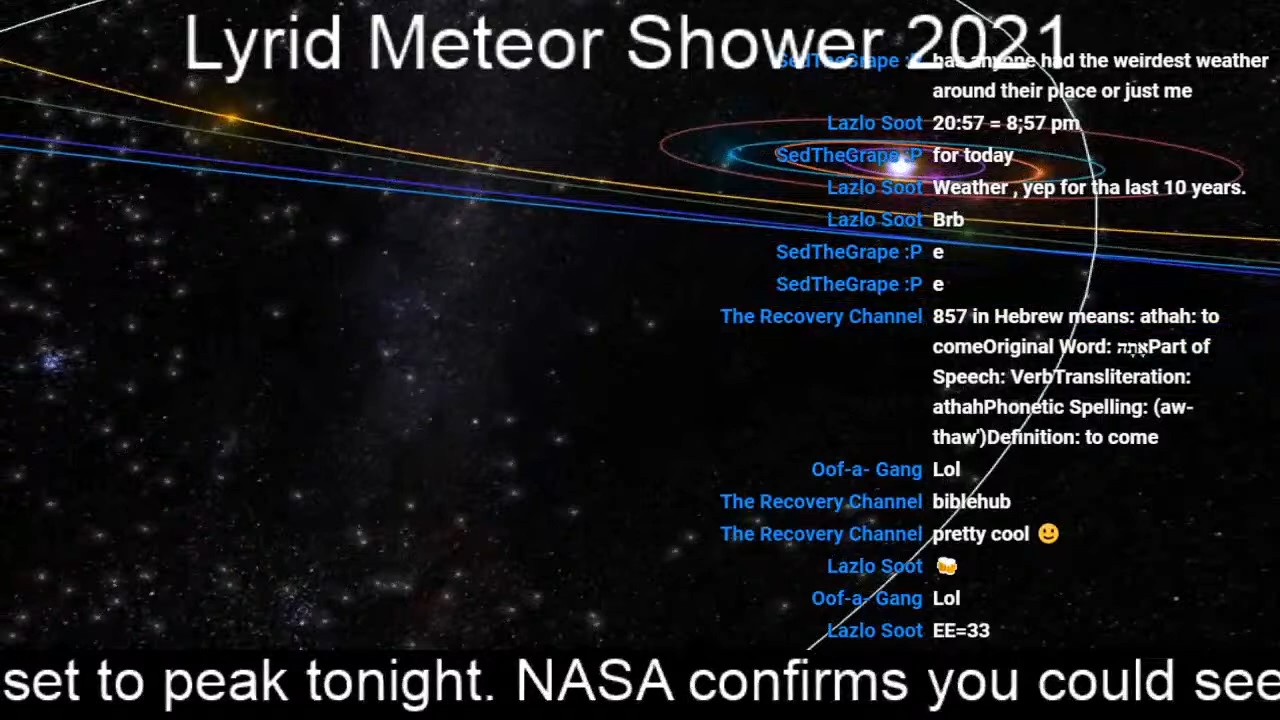 Lyrid Meteor Shower 2021
SedTheGrape :P has anyone had the weirdest weather
around their place or just me
Lazlo Soot 20:57 = 8;57 pm
SedTheGrape :P for today
Lazlo Soot Weather , yep for tha last 10 years.
Lazlo Soot Brb
SedTheGrape :P e
SedTheGrape :P e
The Recovery Channel 857 in Hebrew means: athah: to
comeOriginal Word: אָתָהPart of
Speech: VerbTransliteration:
athahPhonetic Spelling: (aw-
thaw')Definition: to come
Oof-a- Gang Lol
The Recovery Channel biblehub
The Recovery Channel pretty cool 🙂
Lazlo Soot 🍻
Oof-a- Gang Lol
Lazlo Soot EE=33
set to peak tonight. NASA confirms you could see